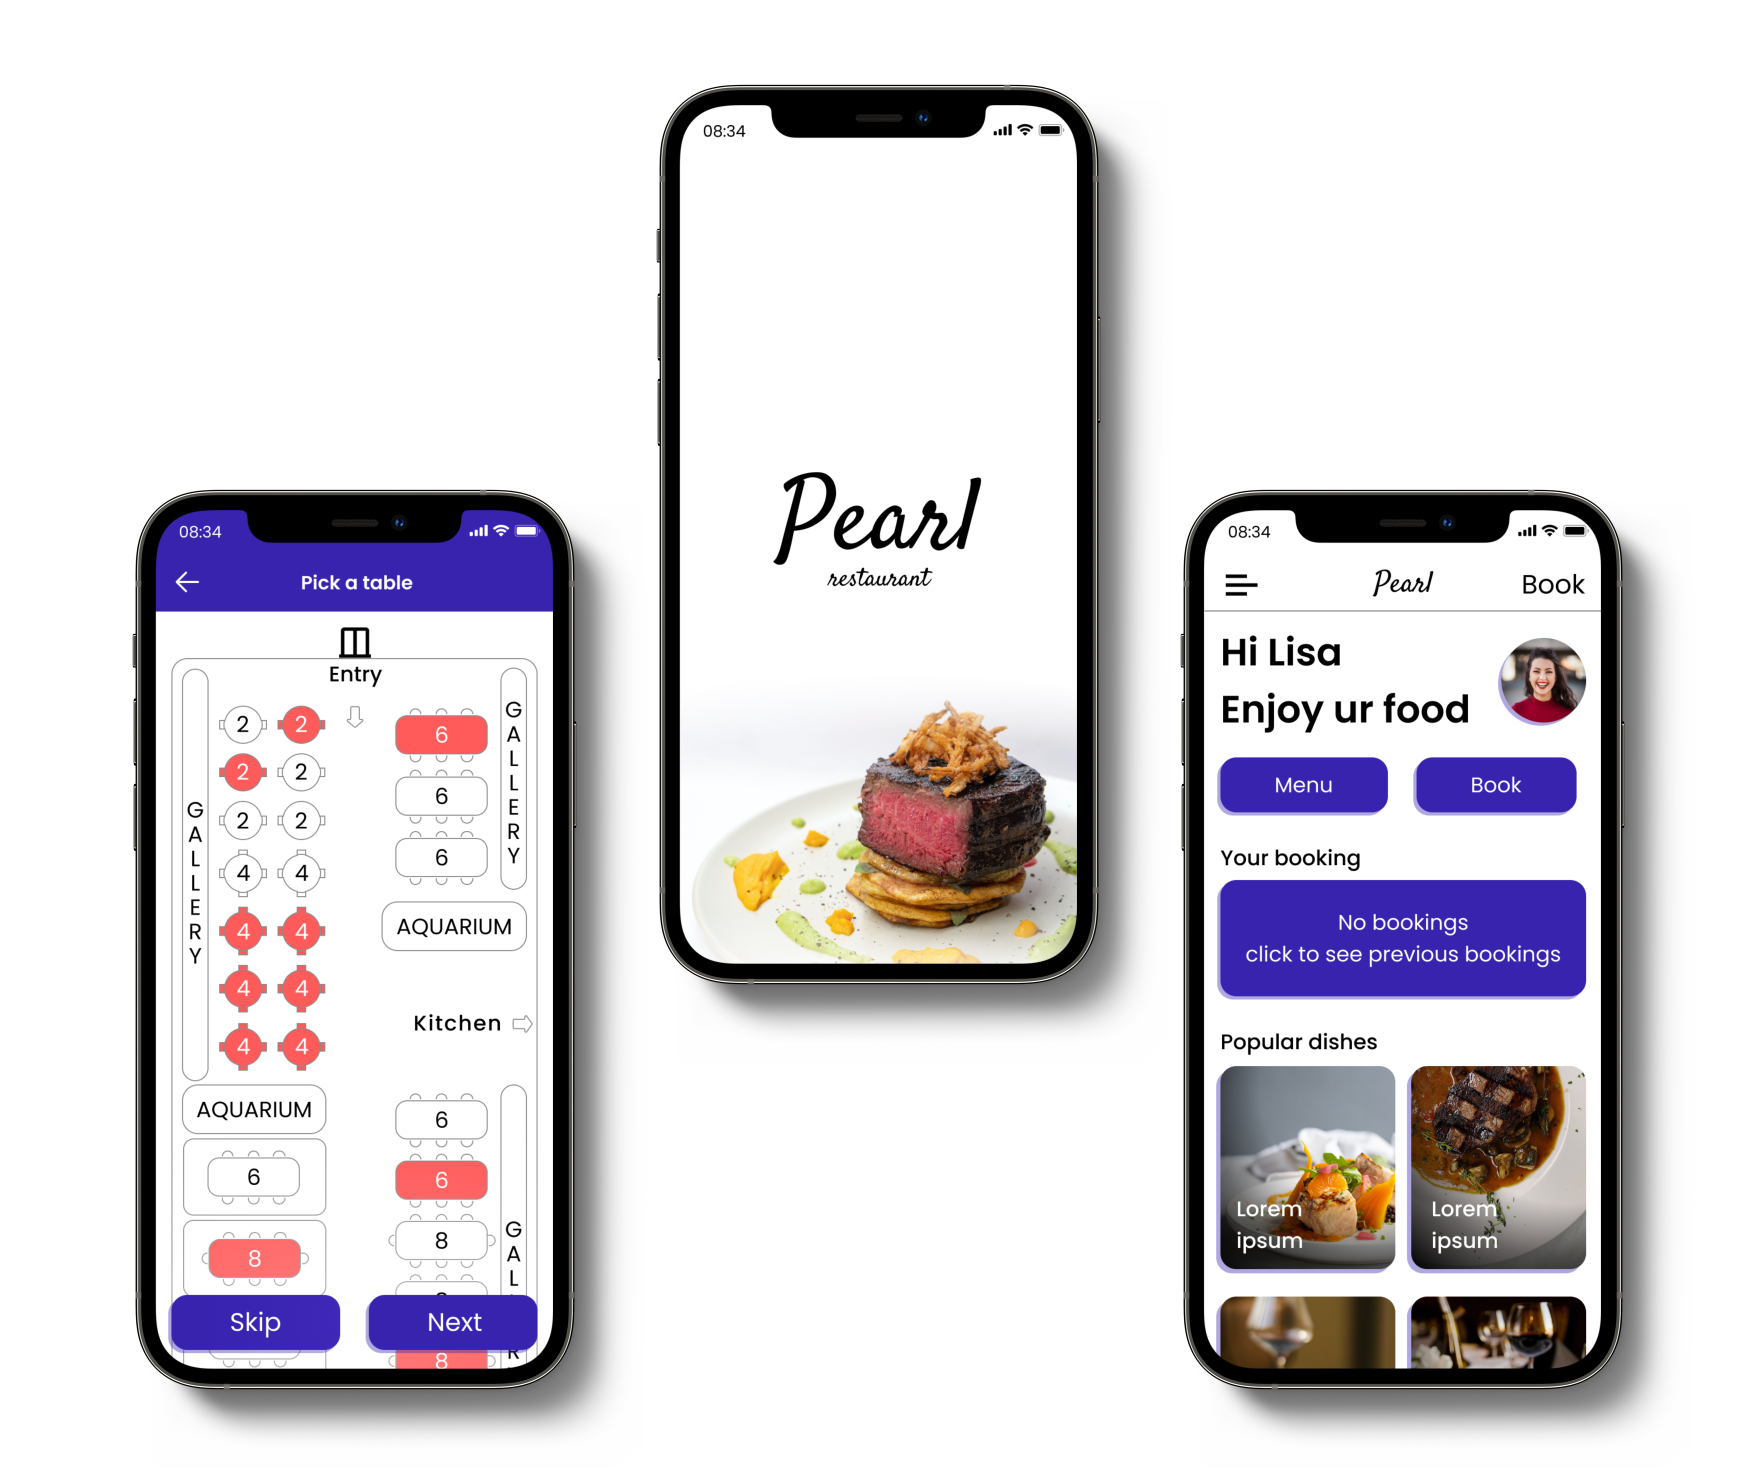 08:34
Pearl
restaurant
08:34
Pick a table
Entry
GALLERY
GALLERY
2 2 6
2 2 6
2 2 6
4 4
4 4
4 4
4 4
AQUARIUM
Kitchen
AQUARIUM
6
6
6
8
8
GAL
Skip
Next
R
8
08:34
Pearl
Book
Hi Lisa
Enjoy ur food
Menu
Book
Your booking
No bookings
click to see previous bookings
Popular dishes
Lorem
ipsum
Lorem
ipsum